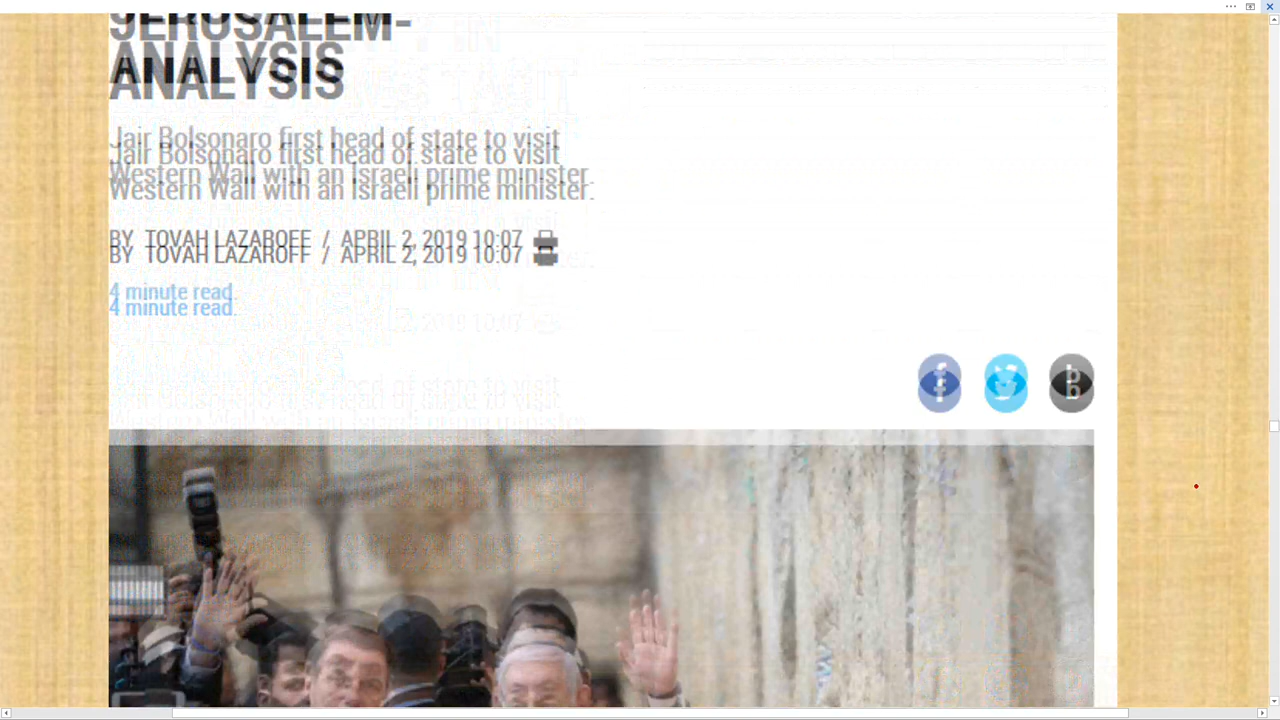 JERUSALEM-
ANALYSIS
Jair Bolsonaro first head of state to visit
Western Wall with an Israeli prime minister.
BY TOVAH LAZAROFF / APRIL 2, 2019 10:07
4 minute read.